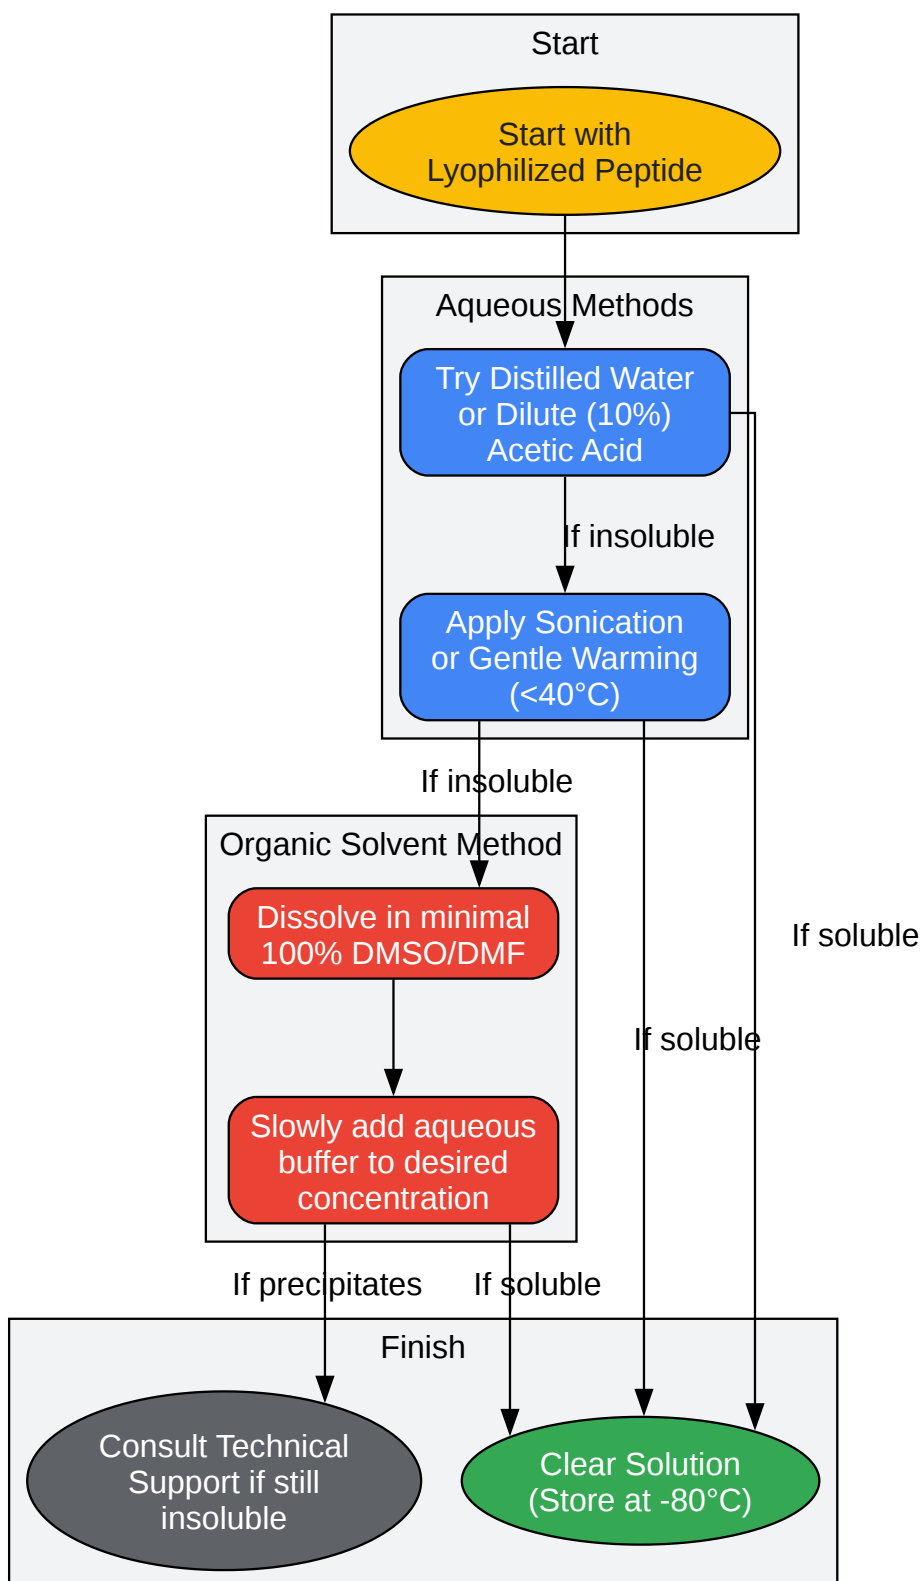 Start
Start with
Lyophilized Peptide
Aqueous Methods
Try Distilled Water
or Dilute (10%)
Acetic Acid
If insoluble
Apply Sonication
or Gentle Warming
(<40°C)
If insoluble
Organic Solvent Method
Dissolve in minimal
100% DMSO/DMF
If soluble
If soluble
Slowly add aqueous
buffer to desired
concentration
If precipitates
If soluble
Finish
Consult Technical
Support if still
insoluble
Clear Solution
(Store at -80°C)